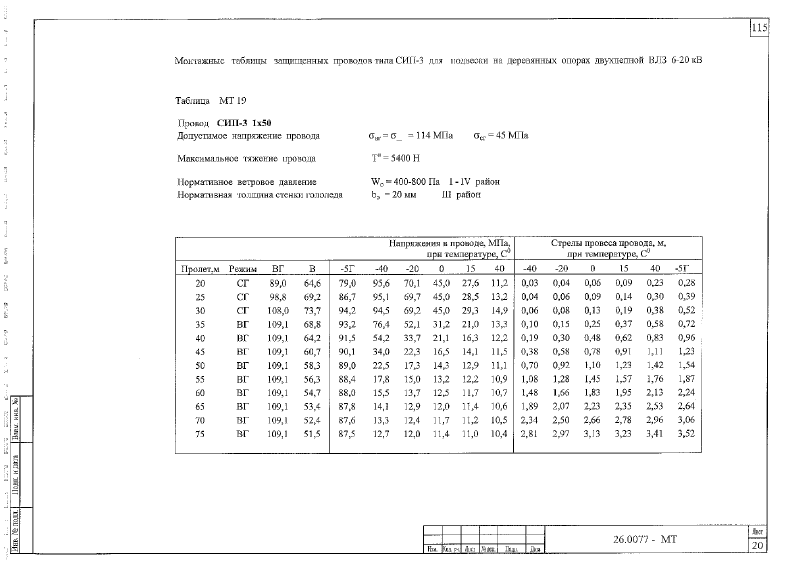 115
Монтажные таблицы защищенных проводов типа СИП-3 для подвески на деревянных опорах двухцепной ВЛЗ 6-20 кВ
Таблица МТ 19
Провод СИП-3 1х50
Допустимое напряжение провода σнг = σ_ = 114 МПа σсг = 45 МПа
Максимальное тяжение провода Tн = 5400 Н
Нормативное ветровое давление Wo = 400-800 Па I - IV район
Нормативная толщина стенки гололеда bэ = 20 мм III район
Напряжения в проводе, МПа, Стрелы провеса провода, м,
при температуре, С⁰ при температуре, С⁰
Пролет,м Режим ВГ В -5Г -40 -20 0 15 40 -40 -20 0 15 40 -5Г
20 СГ 89,0 64,6 79,0 95,6 70,1 45,0 27,6 11,2 0,03 0,04 0,06 0,09 0,23 0,28
25 СГ 98,8 69,2 86,7 95,1 69,7 45,0 28,5 13,2 0,04 0,06 0,09 0,14 0,30 0,39
30 СГ 108,0 73,7 94,2 94,5 69,2 45,0 29,3 14,9 0,06 0,08 0,13 0,19 0,38 0,52
35 ВГ 109,1 68,8 93,2 76,4 52,1 31,2 21,0 13,3 0,10 0,15 0,25 0,37 0,58 0,72
40 ВГ 109,1 64,2 91,5 54,2 33,7 21,1 16,3 12,2 0,19 0,30 0,48 0,62 0,83 0,96
45 ВГ 109,1 60,7 90,1 34,0 22,3 16,5 14,1 11,5 0,38 0,58 0,78 0,91 1,11 1,23
50 ВГ 109,1 58,3 89,0 22,5 17,3 14,3 12,9 11,1 0,70 0,92 1,10 1,23 1,42 1,54
55 ВГ 109,1 56,3 88,4 17,8 15,0 13,2 12,2 10,9 1,08 1,28 1,45 1,57 1,76 1,87
60 ВГ 109,1 54,7 88,0 15,5 13,7 12,5 11,7 10,7 1,48 1,66 1,83 1,95 2,13 2,24
65 ВГ 109,1 53,4 87,8 14,1 12,9 12,0 11,4 10,6 1,89 2,07 2,23 2,35 2,53 2,64
70 ВГ 109,1 52,4 87,6 13,3 12,4 11,7 11,2 10,5 2,34 2,50 2,66 2,78 2,96 3,06
75 ВГ 109,1 51,5 87,5 12,7 12,0 11,4 11,0 10,4 2,81 2,97 3,13 3,23 3,41 3,52
Взам. инв. №
Подп. и дата
Инв. № подл.
Изм. Кол. уч. Лист № док. Подп. Дата
26.0077 - МТ
Лист
20